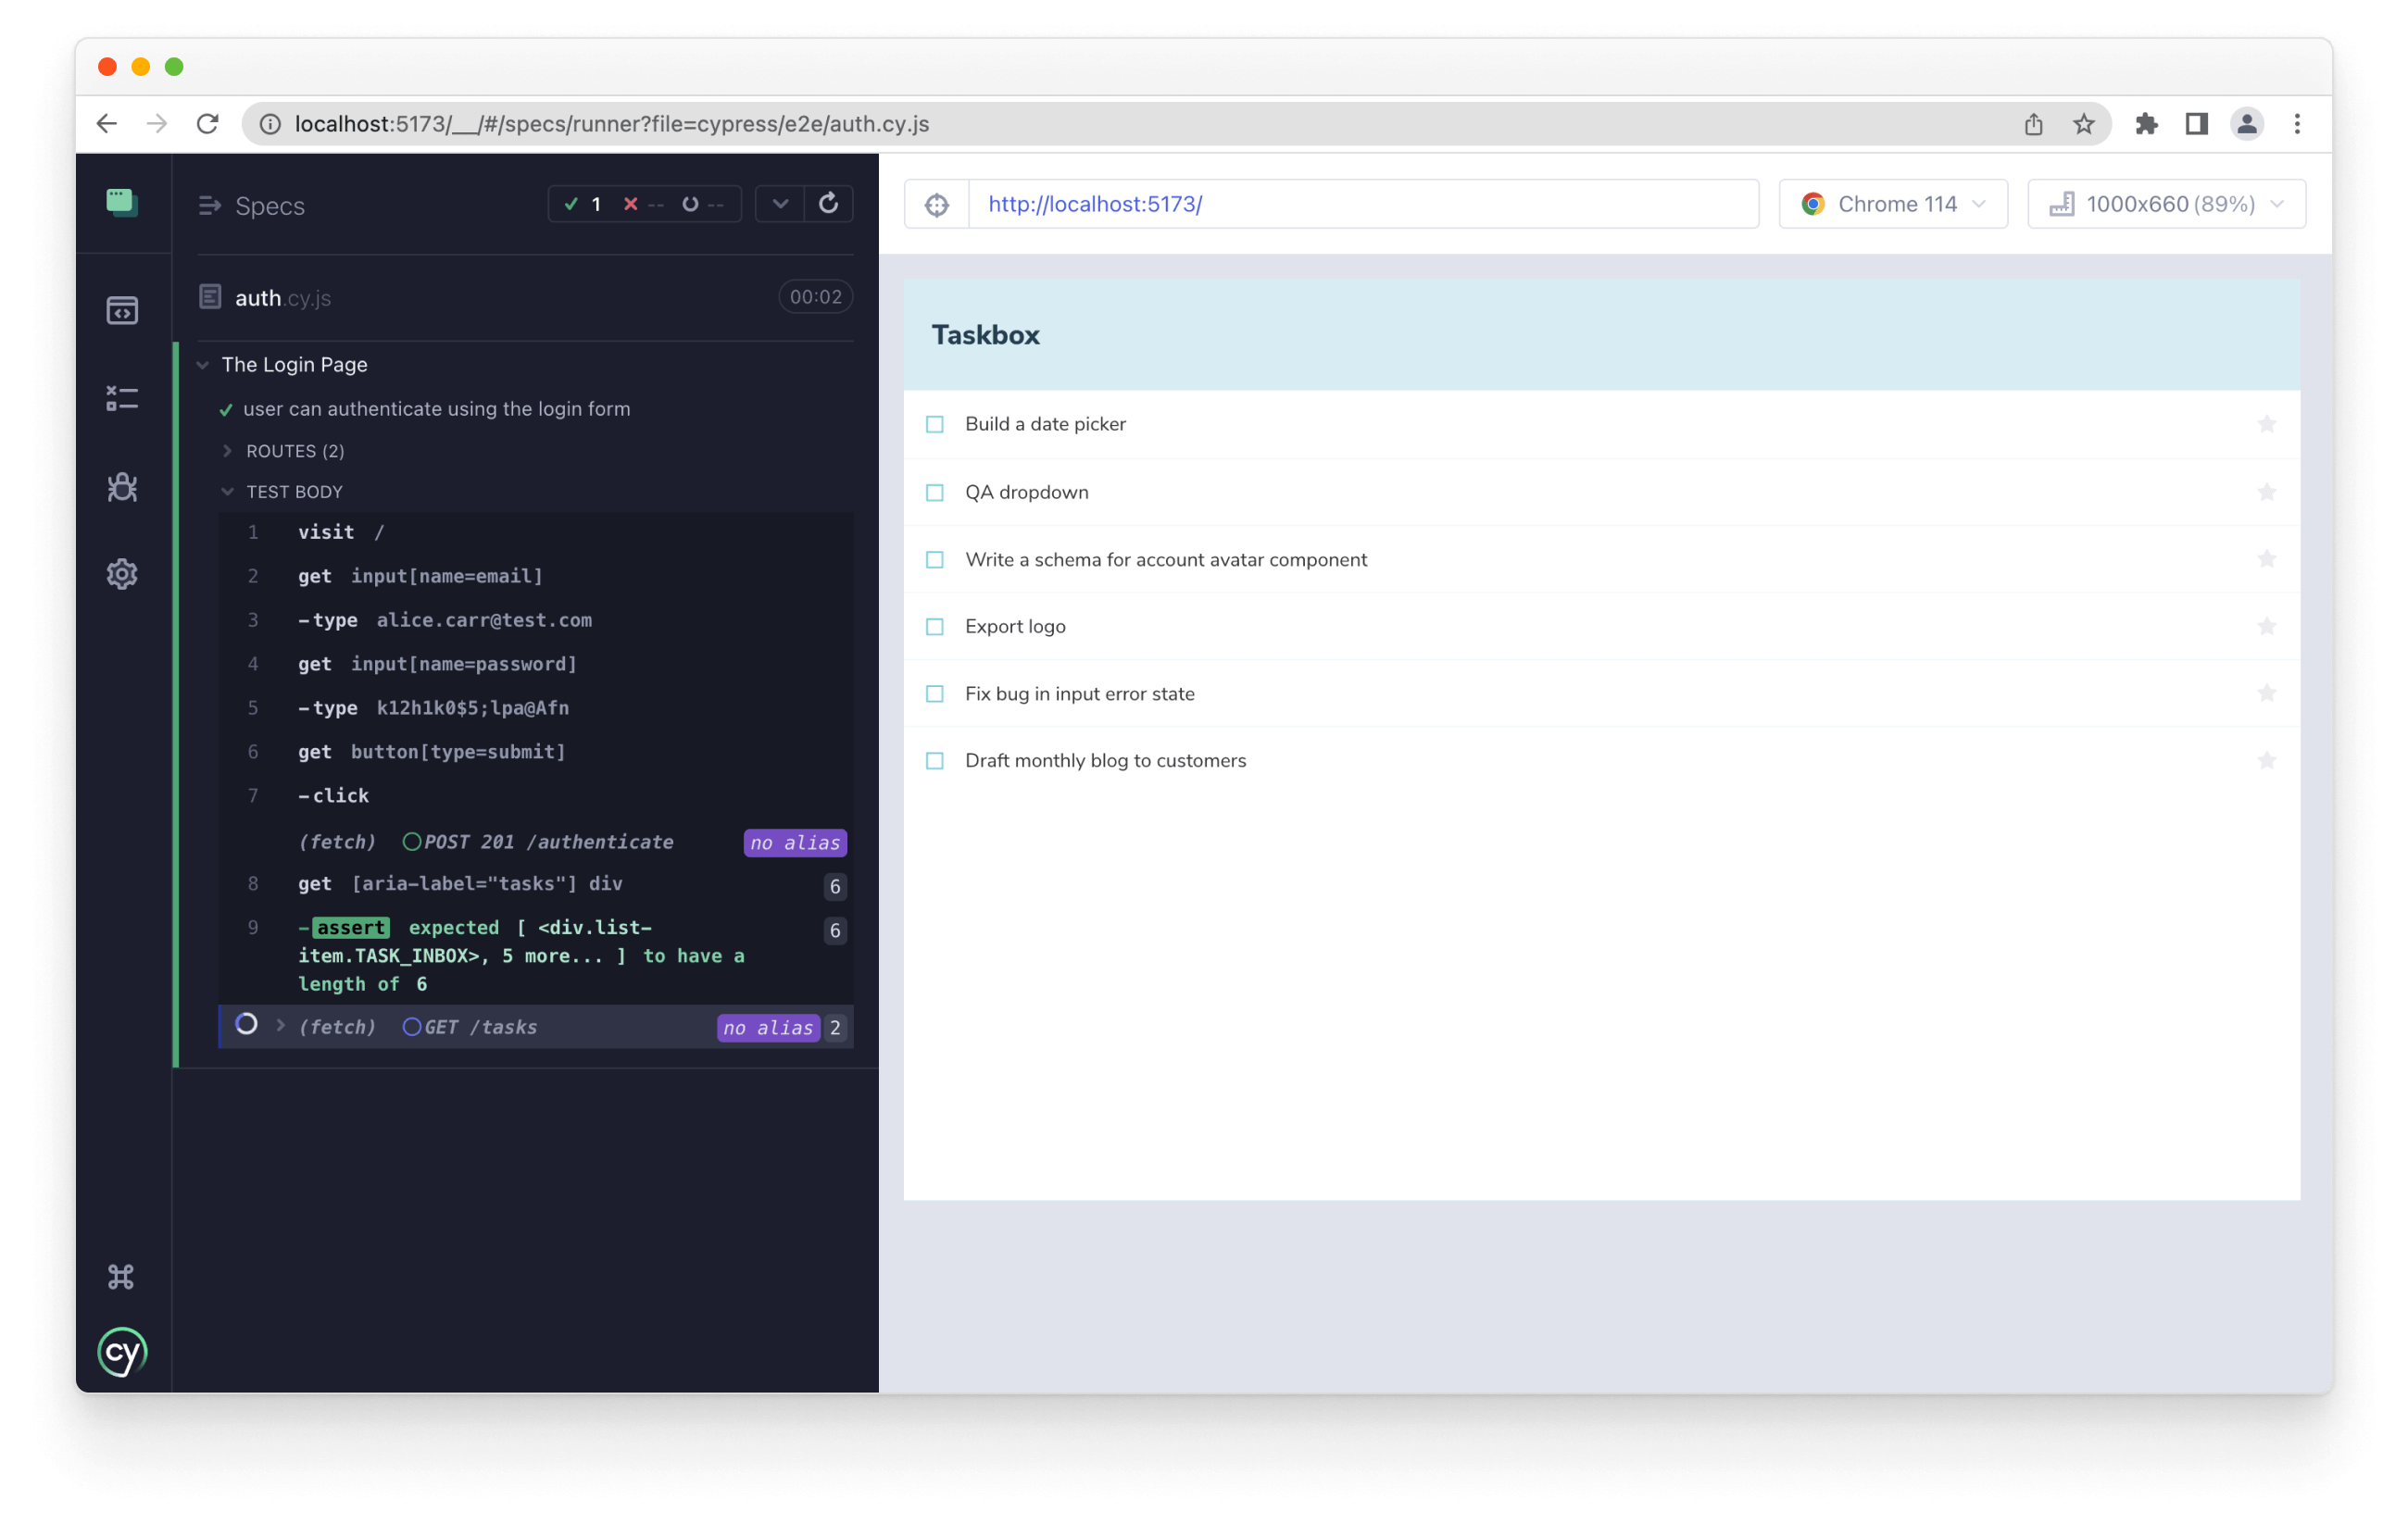 localhost:5173/__/#/specs/runner?file=cypress/e2e/auth.cy.js
Specs
1 -- --
auth.cy.js
00:02
The Login Page
user can authenticate using the login form
ROUTES (2)
TEST BODY
1 visit /
2 get input[name=email]
3 -type alice.carr@test.com
4 get input[name=password]
5 -type k12h1k0$5;lpa@Afn
6 get button[type=submit]
7 -click
(fetch) POST 201 /authenticate no alias
8 get [aria-label="tasks"] div 6
9 -assert expected [ <div.list- 6
item.TASK_INBOX>, 5 more... ] to have a
length of 6
(fetch) GET /tasks no alias 2
cy
http://localhost:5173/
Chrome 114
1000x660 (89%)
Taskbox
Build a date picker
QA dropdown
Write a schema for account avatar component
Export logo
Fix bug in input error state
Draft monthly blog to customers